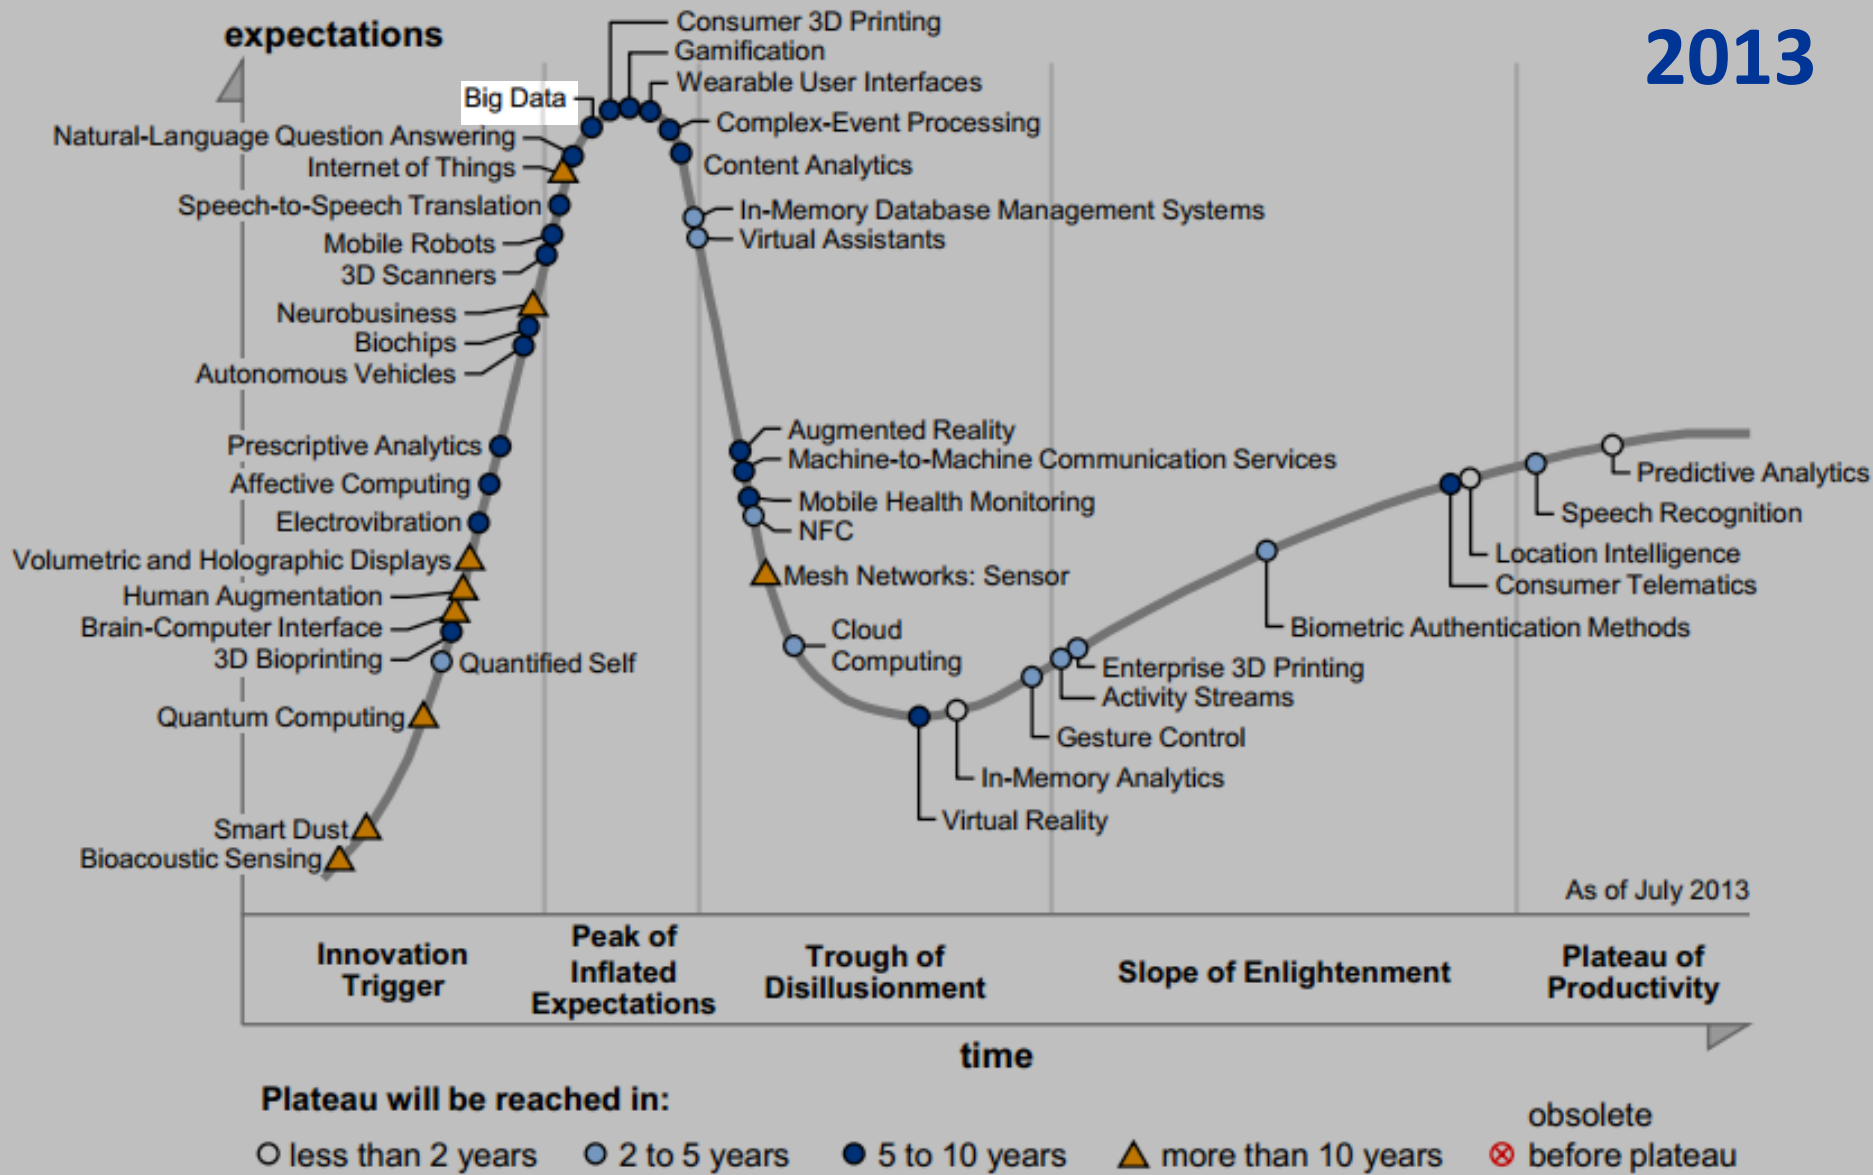 expectations
2013
Consumer 3D Printing
Gamification
Wearable User Interfaces
Big Data
Complex-Event Processing
Natural-Language Question Answering
Content Analytics
Internet of Things
Speech-to-Speech Translation
In-Memory Database Management Systems
Mobile Robots
Virtual Assistants
3D Scanners
Neurobusiness
Biochips
Autonomous Vehicles
Augmented Reality
Prescriptive Analytics
Machine-to-Machine Communication Services
Affective Computing
Mobile Health Monitoring
Electrovibration
NFC
Volumetric and Holographic Displays
Mesh Networks: Sensor
Human Augmentation
Brain-Computer Interface
Cloud
Computing
3D Bioprinting
Quantified Self
Quantum Computing
Smart Dust
Bioacoustic Sensing
Predictive Analytics
Speech Recognition
Location Intelligence
Consumer Telematics
Biometric Authentication Methods
Enterprise 3D Printing
Activity Streams
Gesture Control
In-Memory Analytics
Virtual Reality
As of July 2013
Innovation
Trigger
Peak of
Inflated
Expectations
Trough of
Disillusionment
Slope of Enlightenment
Plateau of
Productivity
time
Plateau will be reached in:
less than 2 years
2 to 5 years
5 to 10 years
more than 10 years
obsolete
before plateau